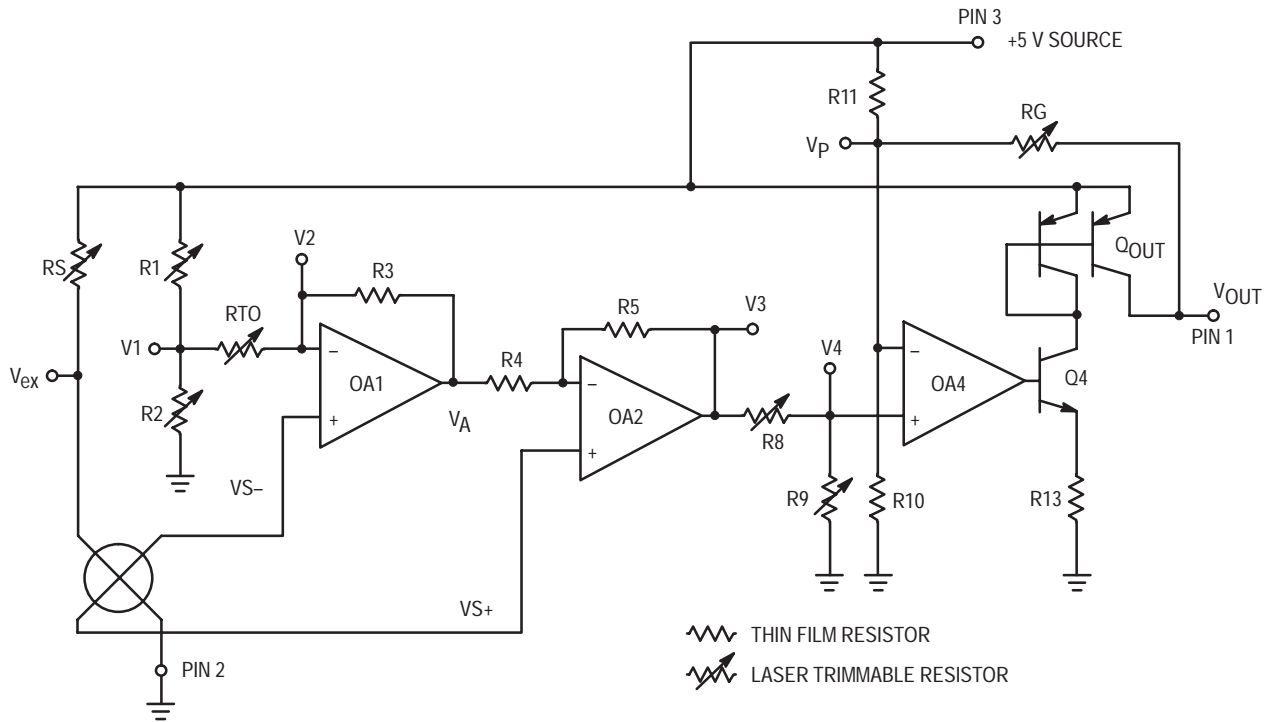 PIN 3
+5 V SOURCE
R11
RG
VP
V2
RS
R1
R3
QOUT
VOUT
PIN 1
RTO
R5
V3
V1
V4
R4
Vex
OA1
OA4
Q4
R2
OA2
VA
R8
VS–
R9
R10
R13
VS+
THIN FILM RESISTOR
PIN 2
LASER TRIMMABLE RESISTOR
−
+
−
+
−
+